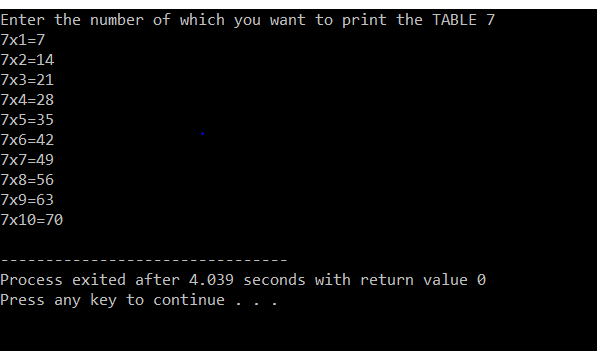 Enter the number of which you want to print the TABLE 7
7x1=7
7x2=14
7x3=21
7x4=28
7x5=35
7x6=42
7x7=49
7x8=56
7x9=63
7x10=70
--------------------------------
Process exited after 4.039 seconds with return value 0
Press any key to continue . . .